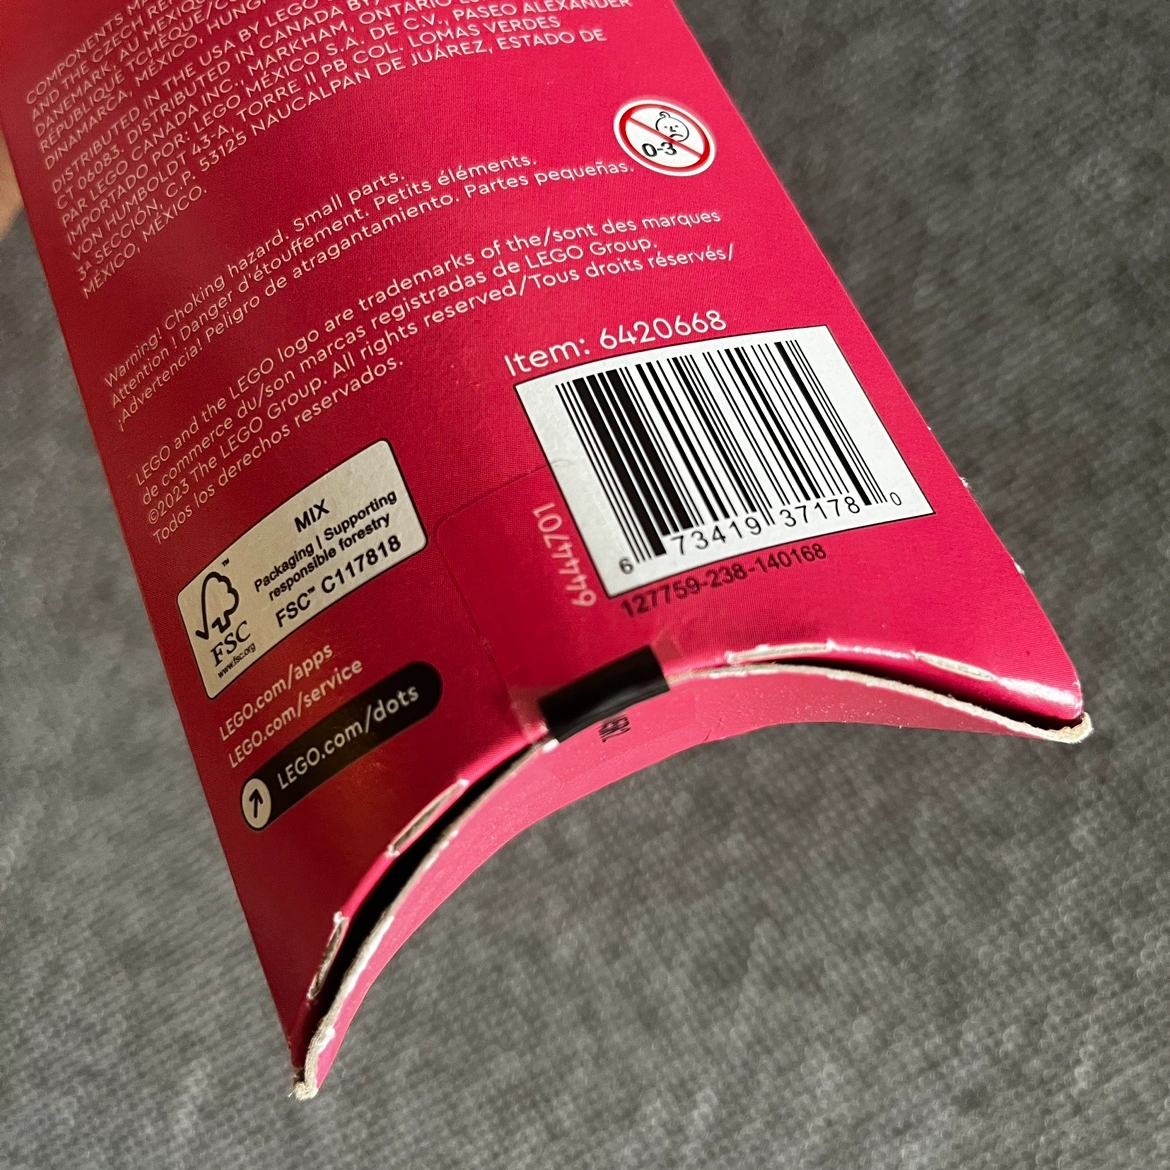 COMPONENTS M
AND THE CZECH RE
DANEMARK, AU MEXIQUE
RÉPUBLIQUE TCHÈQUE/CO
DINAMARCA, MÉXICO, HUNG
DISTRIBUTED IN THE USA BY LEGO
CT 06083. DISTRIBUTED IN CANADA BY/
PAR LEGO CANADA INC., MARKHAM, ONTARIO
IMPORTADO POR: LEGO MÉXICO S.A. DE C.V., PASEO ALEXANDER
VON HUMBOLDT 43-A, TORRE II PB COL. LOMAS VERDES
3ª SECCIÓN, C.P. 53125 NAUCALPAN DE JUÁREZ, ESTADO DE
MÉXICO, MÉXICO.
0-3
Warning! Choking hazard. Small parts.
Attention ! Danger d'étouffement. Petits éléments.
¡Advertencia! Peligro de atragantamiento. Partes pequeñas.
LEGO and the LEGO logo are trademarks of the/sont des marques
de commerce du/son marcas registradas de LEGO Group.
©2023 The LEGO Group. All rights reserved/Tous droits réservés/
Todos los derechos reservados.
Item: 6420668
6 73419 37178 0
6444701
127759-238-140168
MIX
Packaging | Supporting
responsible forestry
FSC™ C117818
FSC
www.fsc.org
LEGO.com/apps
LEGO.com/service
LEGO.com/dots